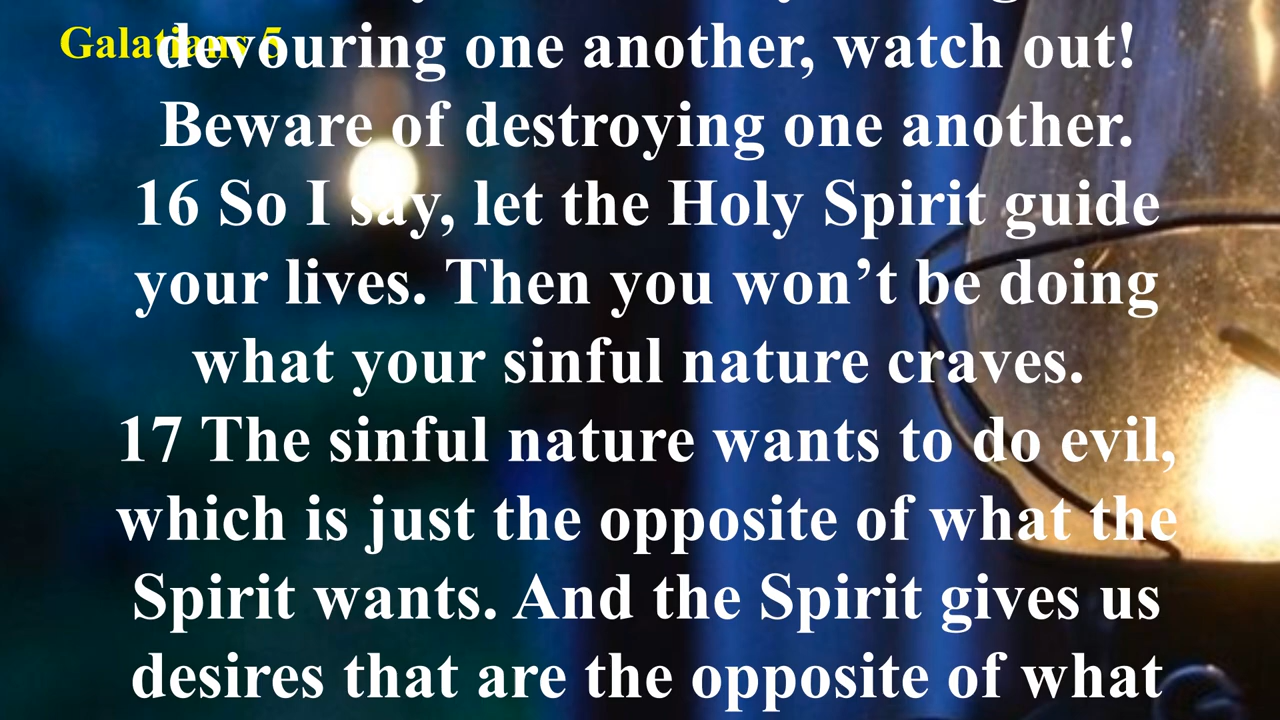 Galatians 5
devouring one another, watch out!
Beware of destroying one another.
16 So I say, let the Holy Spirit guide
your lives. Then you won’t be doing
what your sinful nature craves.
17 The sinful nature wants to do evil,
which is just the opposite of what the
Spirit wants. And the Spirit gives us
desires that are the opposite of what